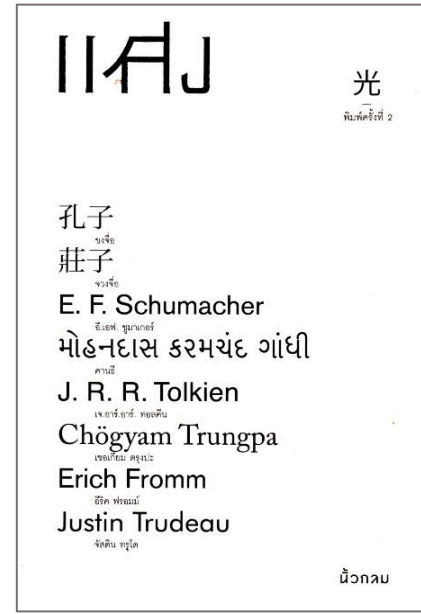 แสง
光
พิมพ์ครั้งที่ 2
孔子
ขงจื่อ
莊子
จวงจื่อ
E. F. Schumacher
อี.เอฟ. ชูมาเกอร์
મોહનદાસ કરમચંદ ગાંધી
คานธี
J. R. R. Tolkien
เจ.อาร์.อาร์. ทอลคีน
Chögyam Trungpa
เชอเกียม ตรุงปะ
Erich Fromm
อีริค ฟรอมม์
Justin Trudeau
จัสติน ทรูโด
นิ้วกลม